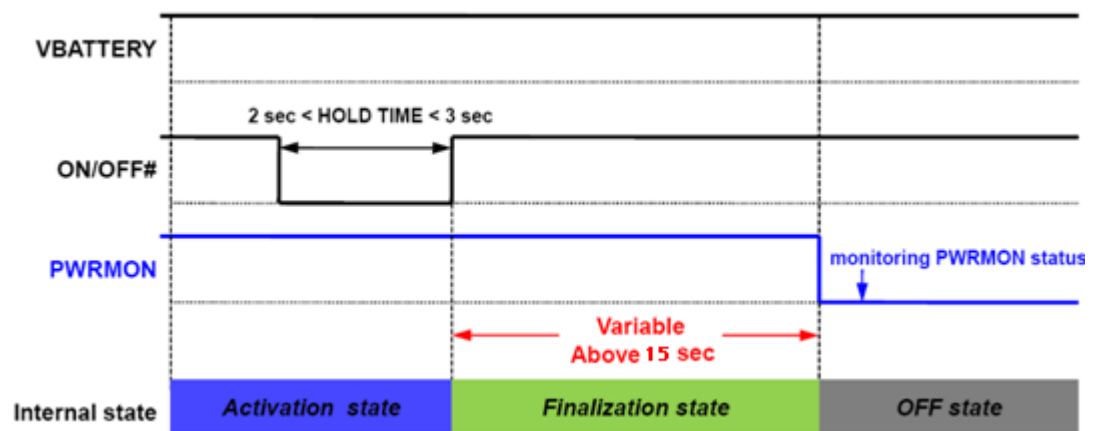 VBATTERY
2 sec < HOLD TIME < 3 sec
ON/OFF#
PWRMON
monitoring PWRMON status
Variable
Above 15 sec
Internal state
Activation state
Finalization state
OFF state